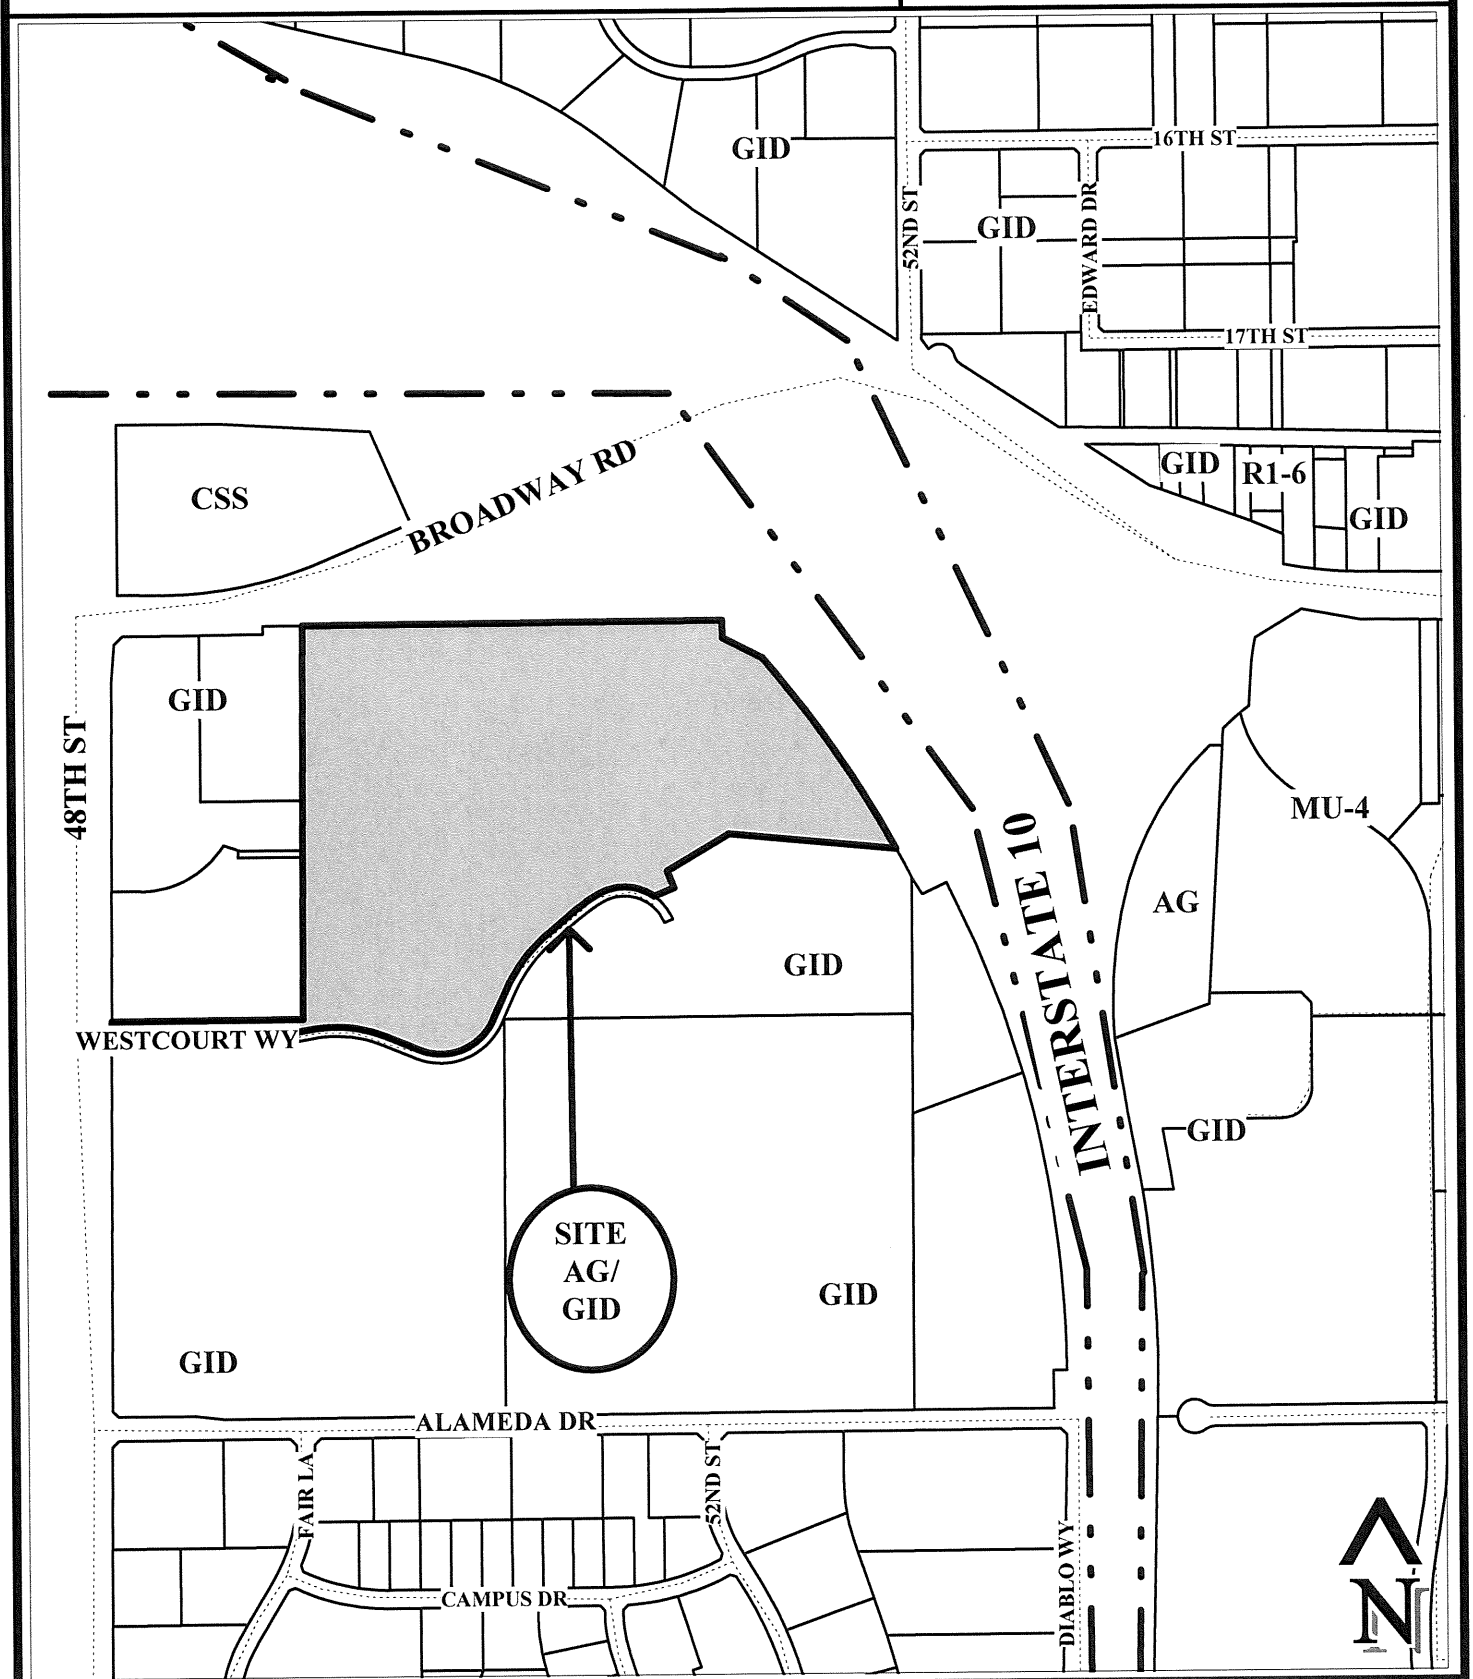 GID
16TH ST
52ND ST
GID
EDWARD DR
17TH ST
BROADWAY RD
CSS
GID
R1-6
GID
GID
48TH ST
MU-4
INTERSTATE 10
AG
GID
WESTCOURT WY
GID
SITE
AG/
GID
GID
GID
ALAMEDA DR
FAIR LA
52ND ST
CAMPUS DR
DIABLO WY
N